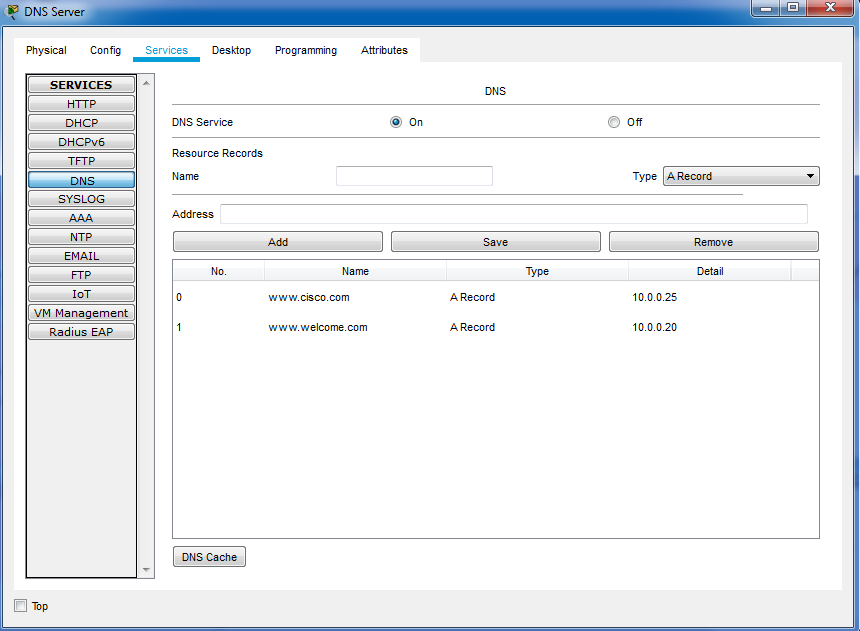 DNS Server
Physical Config Services Desktop Programming Attributes
SERVICES
HTTP
DHCP
DHCPv6
TFTP
DNS
SYSLOG
AAA
NTP
EMAIL
FTP
IoT
VM Management
Radius EAP
DNS
DNS Service On Off
Resource Records
Name Type A Record
Address
Add Save Remove
No. Name Type Detail
0 www.cisco.com A Record 10.0.0.25
1 www.welcome.com A Record 10.0.0.20
DNS Cache
Top